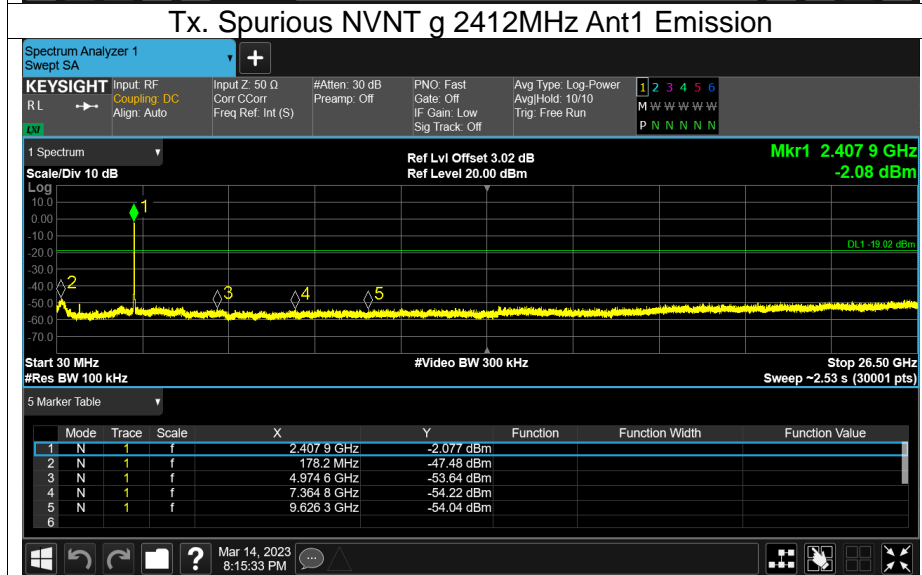 Tx. Spurious NVNT g 2412MHz Ant1 Emission
Spectrum Analyzer 1
Swept SA
+
KEYSIGHT Input: RF Input Z: 50 Ω #Atten: 30 dB PNO: Fast Avg Type: Log-Power 1 2 3 4 5 6
R L Coupling: DC Corr CCorr Preamp: Off Gate: Off Avg|Hold: 10/10 M W W W W W
Align: Auto Freq Ref: Int (S) IF Gain: Low Trig: Free Run
LXI Sig Track: Off P N N N N N
1 Spectrum Ref Lvl Offset 3.02 dB Mkr1 2.407 9 GHz
Scale/Div 10 dB Ref Level 20.00 dBm -2.08 dBm
Log
10.0 1
0.00
-10.0
-20.0 DL1 -19.02 dBm
-30.0
-40.0 2
-50.0 3 4 5
-60.0
-70.0
Start 30 MHz #Video BW 300 kHz Stop 26.50 GHz
#Res BW 100 kHz Sweep ~2.53 s (30001 pts)
5 Marker Table
Mode Trace Scale X Y Function Function Width Function Value
1 N 1 f 2.407 9 GHz -2.077 dBm
2 N 1 f 178.2 MHz -47.48 dBm
3 N 1 f 4.974 6 GHz -53.64 dBm
4 N 1 f 7.364 8 GHz -54.22 dBm
5 N 1 f 9.626 3 GHz -54.04 dBm
6
? Mar 14, 2023
8:15:33 PM